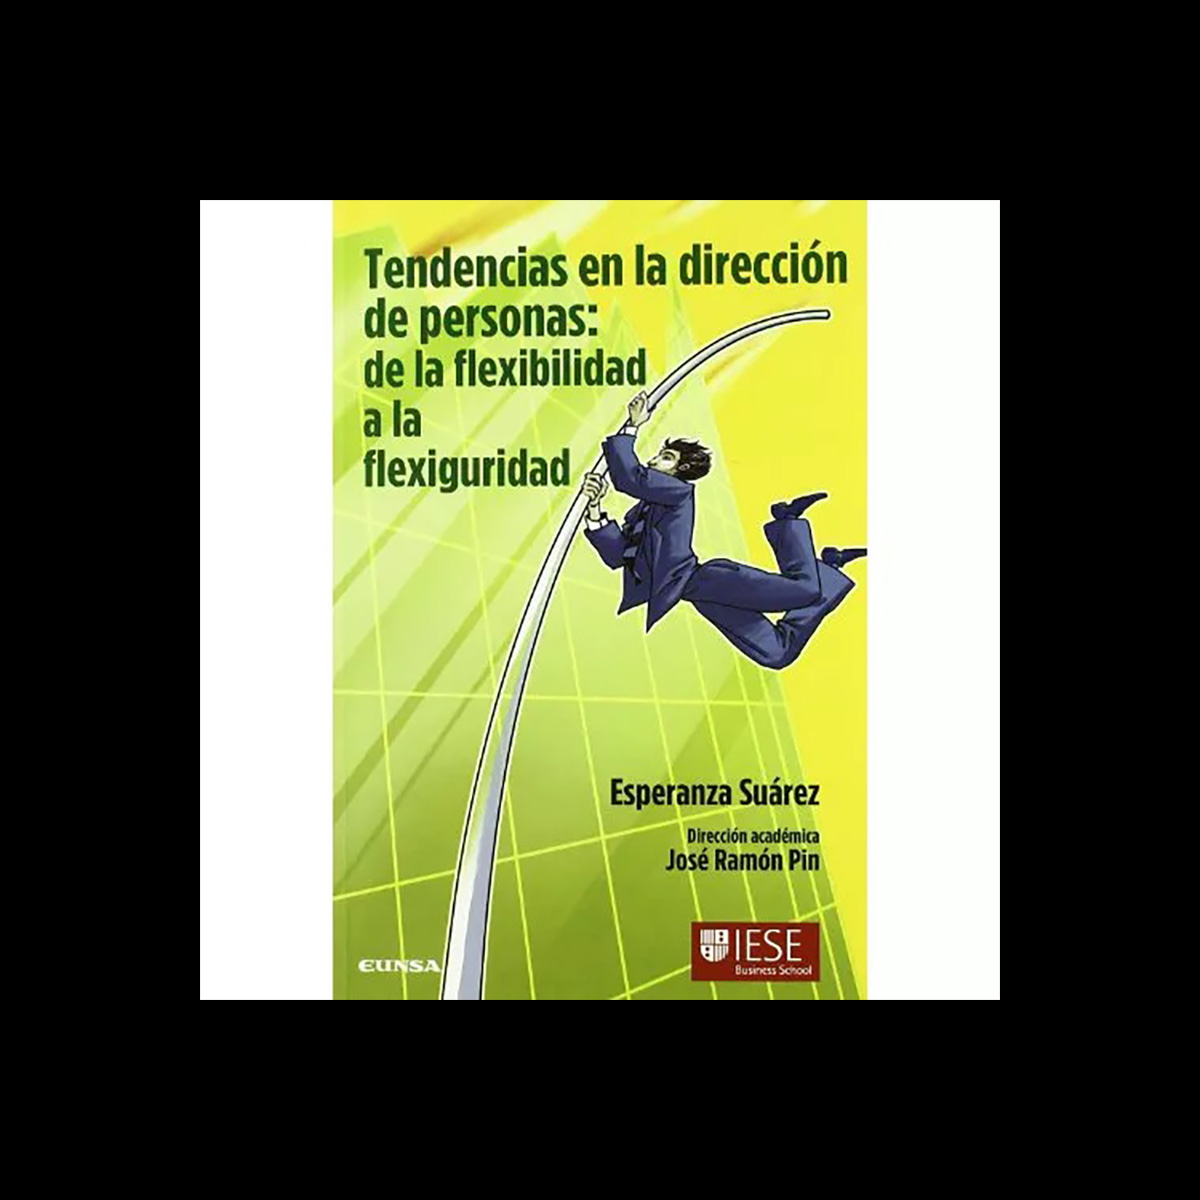 Tendencias en la dirección
de personas:
de la flexibilidad
a la
flexiguridad
Esperanza Suárez
Dirección académica
José Ramón Pin
EUNSA
IESE
Business School